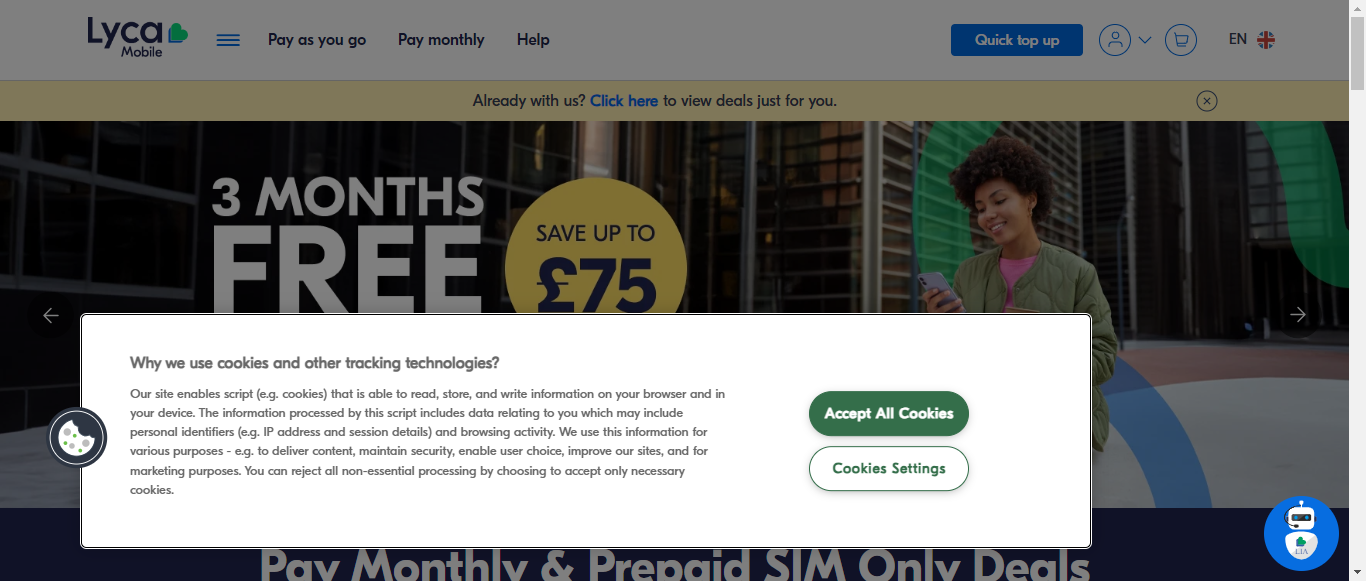 Lyca
Mobile
Pay as you go
Pay monthly
Help
Quick top up
EN
Already with us? Click here to view deals just for you.
3 MONTHS
FREE
SAVE UP TO
£75
Why we use cookies and other tracking technologies?
Our site enables script (e.g. cookies) that is able to read, store, and write information on your browser and in
your device. The information processed by this script includes data relating to you which may include
personal identifiers (e.g. IP address and session details) and browsing activity. We use this information for
various purposes - e.g. to deliver content, maintain security, enable user choice, improve our sites, and for
marketing purposes. You can reject all non-essential processing by choosing to accept only necessary
cookies.
Accept All Cookies
Cookies Settings
LIA
Pay Monthly & Prepaid SIM Only Deals